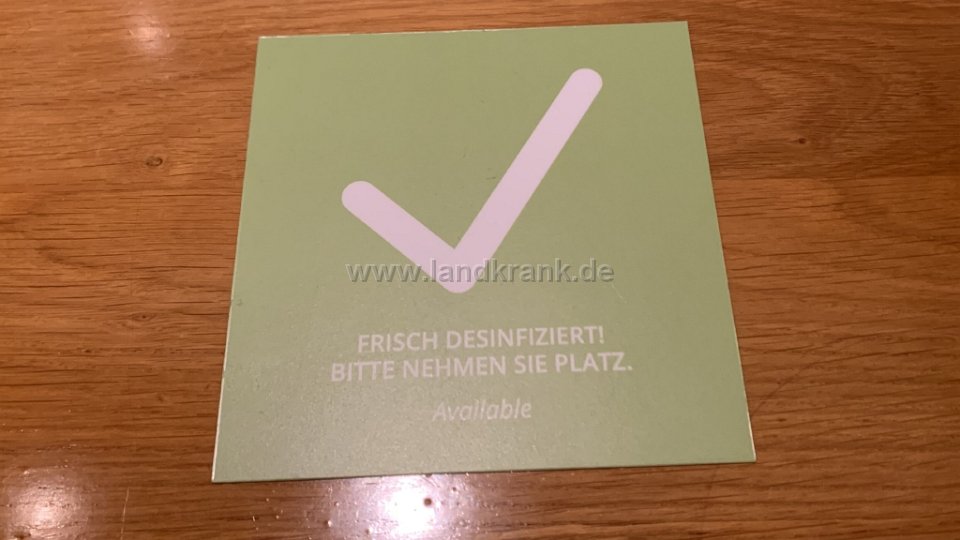 www.landkrank.de
FRISCH DESINFIZIERT!
BITTE NEHMEN SIE PLATZ.
Available